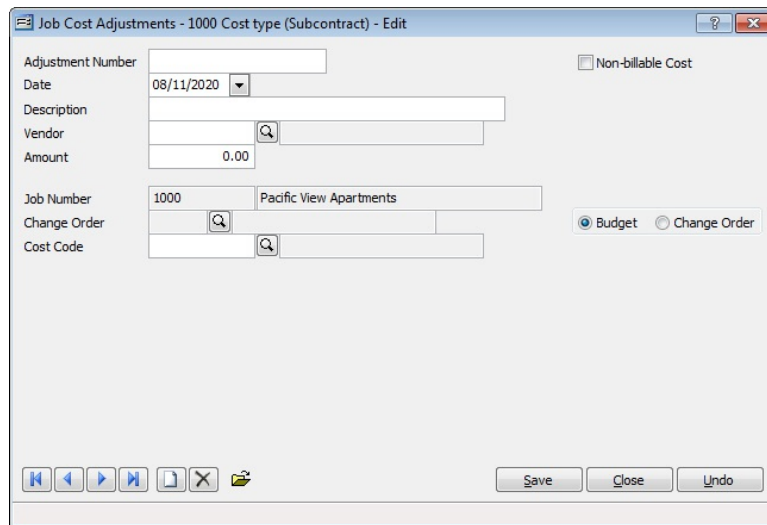 Job Cost Adjustments - 1000 Cost type (Subcontract) - Edit
Adjustment Number
Non-billable Cost
Date 08/11/2020
Description
Vendor
Amount 0.00
Job Number 1000 Pacific View Apartments
Change Order
Budget Change Order
Cost Code
Save Close Undo